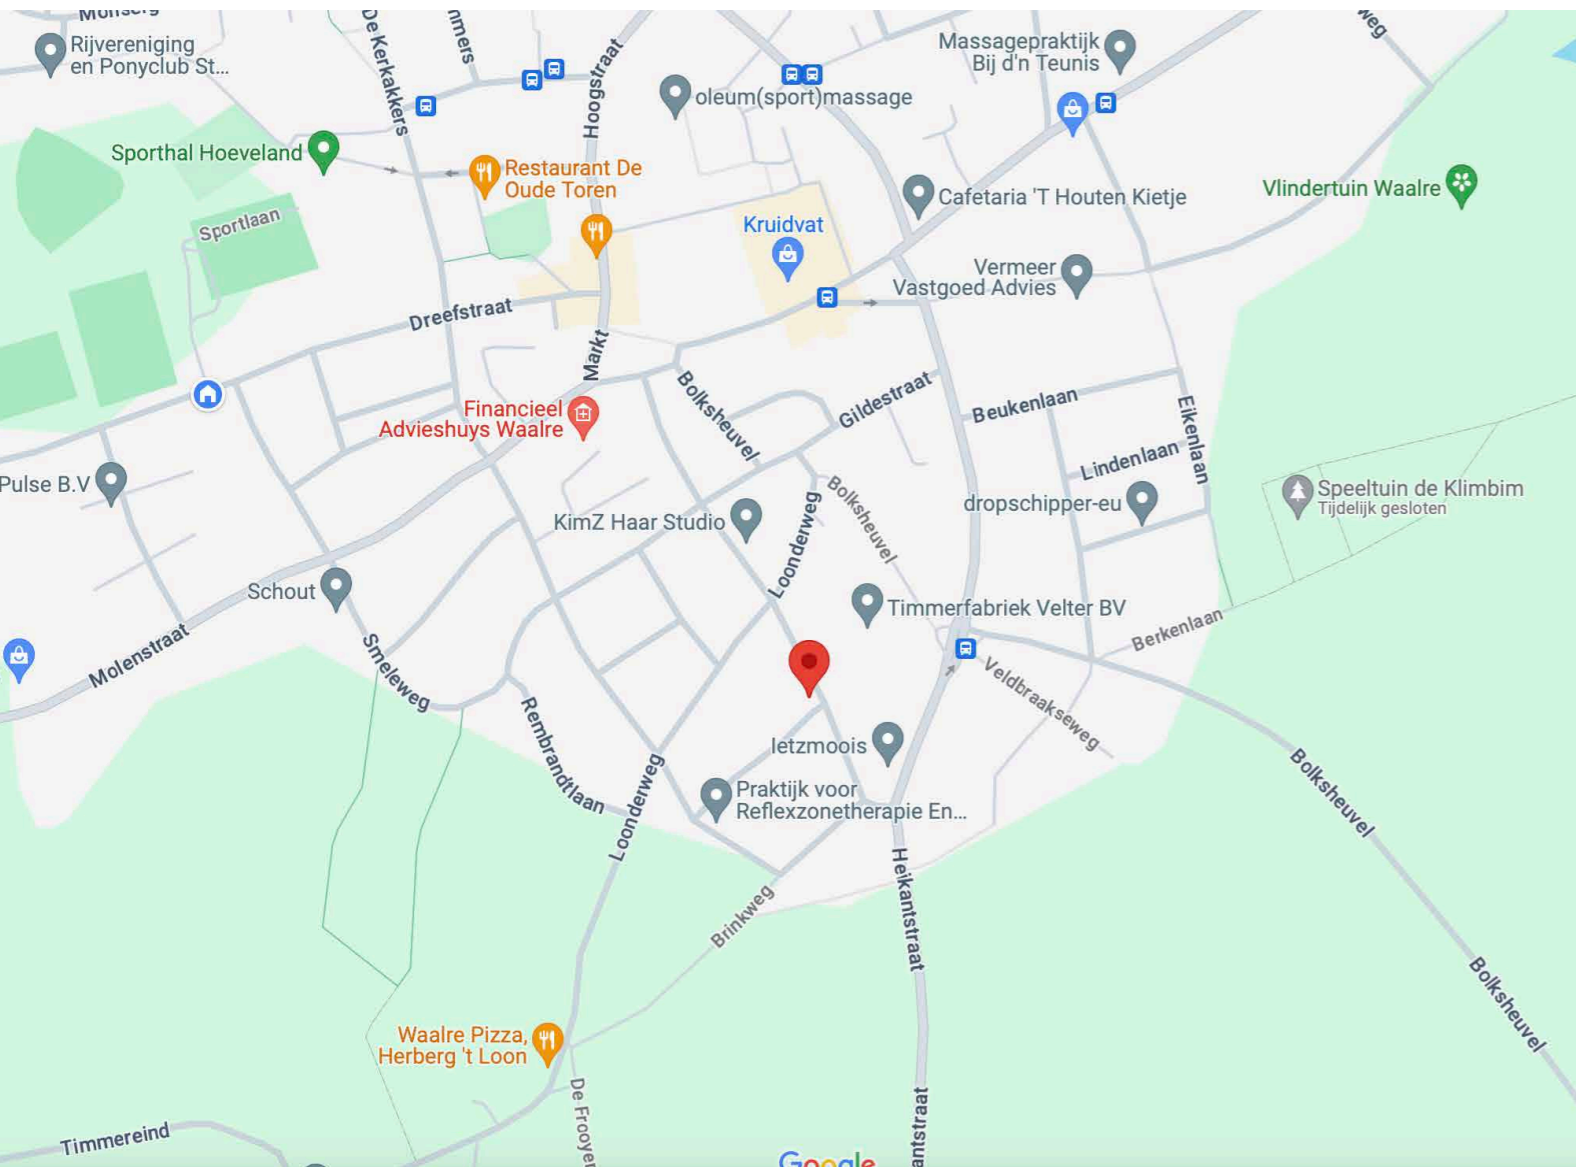 Rijvereniging
en Ponyclub St...
De Kerkakkers
Hoogstraat
Massagepraktijk
Bij d'n Teunis
weg
oleum(sport)massage
Sporthal Hoeveland
Restaurant De
Oude Toren
Cafetaria 'T Houten Kietje
Vlindertuin Waalre
Sportlaan
Kruidvat
Vermeer
Vastgoed Advies
Dreefstraat
Markt
Bolksheuvel
Gildestraat
Beukenlaan
Eikenlaan
Financieel
Advieshuys Waalre
Lindenlaan
Pulse B.V
Bolksheuvel
Loonderweg
dropschipper-eu
Speeltuin de Klimbim
Tijdelijk gesloten
KimZ Haar Studio
Schout
Timmerfabriek Velter BV
Berkenlaan
Molenstraat
Smeleweg
Veldbraakseweg
Rembrandtlaan
Ietzmoois
Loonderweg
Praktijk voor
Reflexzonetherapie En...
Bolksheuvel
Heikantstraat
Brinkweg
Bolksheuvel
Waalre Pizza,
Herberg 't Loon
De Frooyen
antstraat
Timmereind
Google